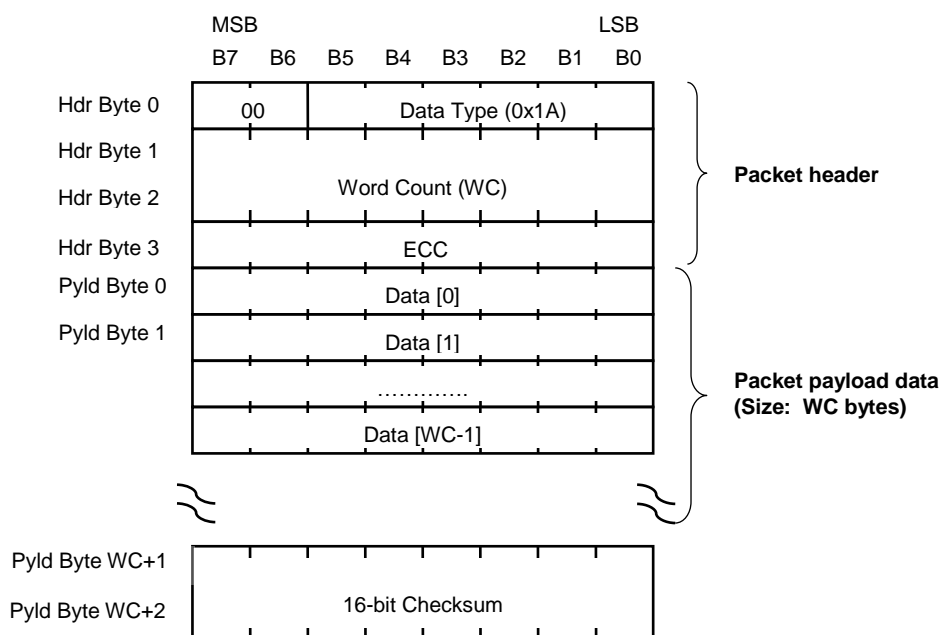 MSB LSB
B7 B6 B5 B4 B3 B2 B1 B0
Hdr Byte 0 00 Data Type (0x1A)
Hdr Byte 1
Word Count (WC) Packet header
Hdr Byte 2
Hdr Byte 3 ECC
Pyld Byte 0 Data [0]
Pyld Byte 1 Data [1]
.............
Packet payload data
(Size: WC bytes)
Data [WC-1]
Pyld Byte WC+1
16-bit Checksum
Pyld Byte WC+2